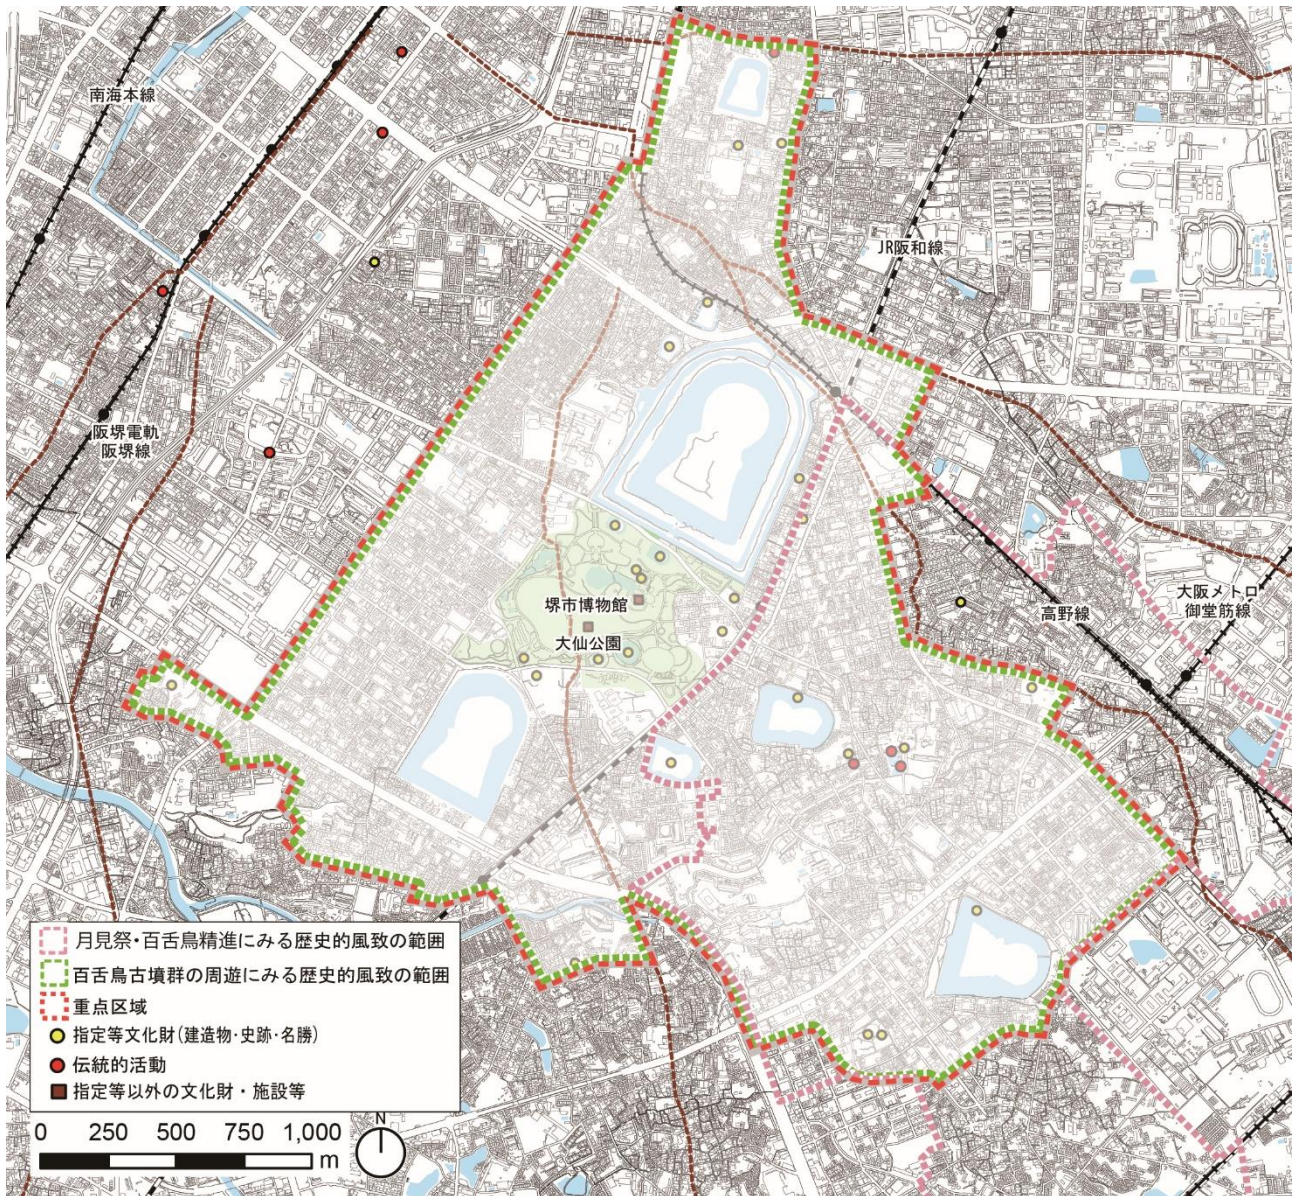 南海本線
JR阪和線
阪堺電軌
阪堺線
大阪メトロ
御堂筋線
高野線
堺市博物館
大仙公園
月見祭・百舌鳥精進にみる歴史的風致の範囲
百舌鳥古墳群の周遊にみる歴史的風致の範囲
重点区域
指定等文化財(建造物・史跡・名勝)
伝統的活動
指定等以外の文化財・施設等
0 250 500 750 1,000
m
N